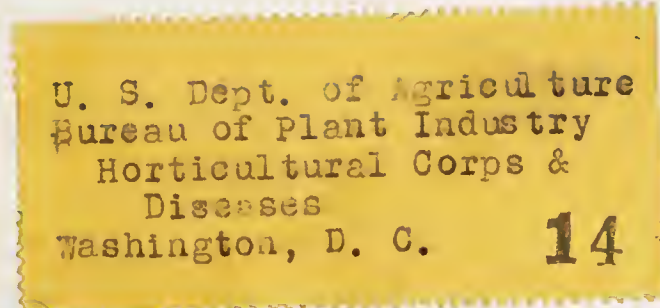 U. S. Dept. of Agriculture
Bureau of Plant Industry
Horticultural Corps &
Diseases
Washington, D. C. 14